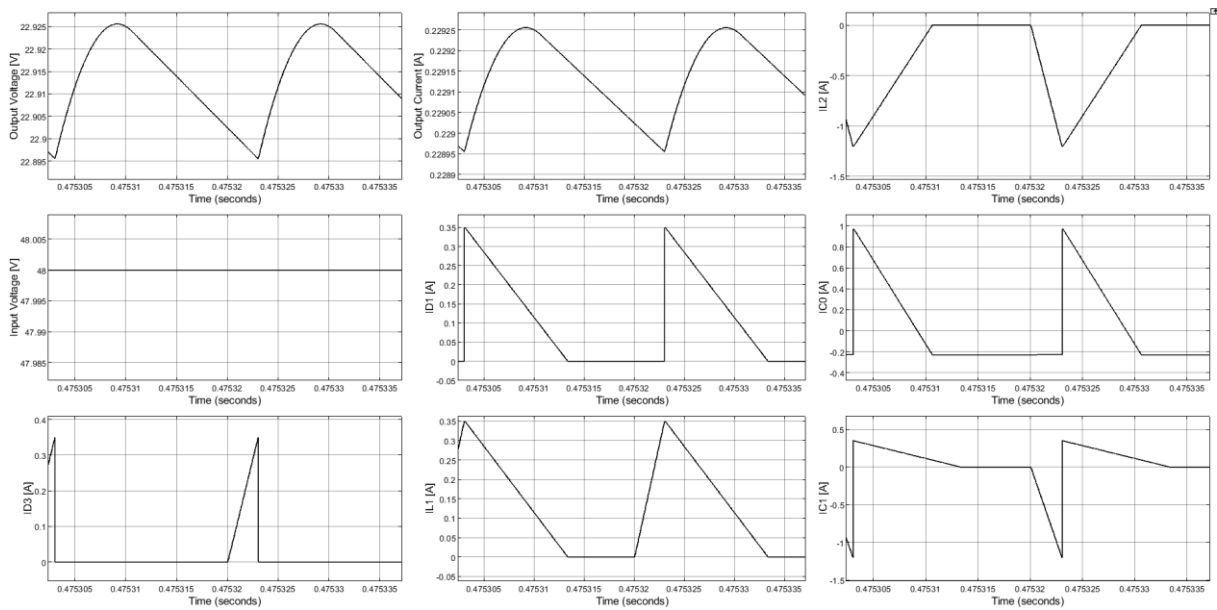 22.925
22.92
22.915
22.91
22.905
22.9
22.895
Output Voltage [V]
0.475305 0.47531 0.475315 0.47532 0.475325 0.47533 0.475335
Time (seconds)
0.22925
0.2292
0.22915
0.2291
0.22905
0.229
0.22895
0.2289
Output Current [A]
0.475305 0.47531 0.475315 0.47532 0.475325 0.47533 0.475335
Time (seconds)
0
-0.5
-1
-1.5
IL2 [A]
0.475305 0.47531 0.475315 0.47532 0.475325 0.47533 0.475335
Time (seconds)
48.005
48
47.995
47.99
47.985
Input Voltage [V]
0.475305 0.47531 0.475315 0.47532 0.475325 0.47533 0.475335
Time (seconds)
0.35
0.3
0.25
0.2
0.15
0.1
0.05
0
-0.05
ID1 [A]
0.475305 0.47531 0.475315 0.47532 0.475325 0.47533 0.475335
Time (seconds)
1
0.8
0.6
0.4
0.2
0
-0.2
-0.4
IC0 [A]
0.475305 0.47531 0.475315 0.47532 0.475325 0.47533 0.475335
Time (seconds)
0.4
0.3
0.2
0.1
0
ID3 [A]
0.475305 0.47531 0.475315 0.47532 0.475325 0.47533 0.475335
Time (seconds)
0.35
0.3
0.25
0.2
0.15
0.1
0.05
0
-0.05
IL1 [A]
0.475305 0.47531 0.475315 0.47532 0.475325 0.47533 0.475335
Time (seconds)
0.5
0
-0.5
-1
-1.5
IC1 [A]
0.475305 0.47531 0.475315 0.47532 0.475325 0.47533 0.475335
Time (seconds)